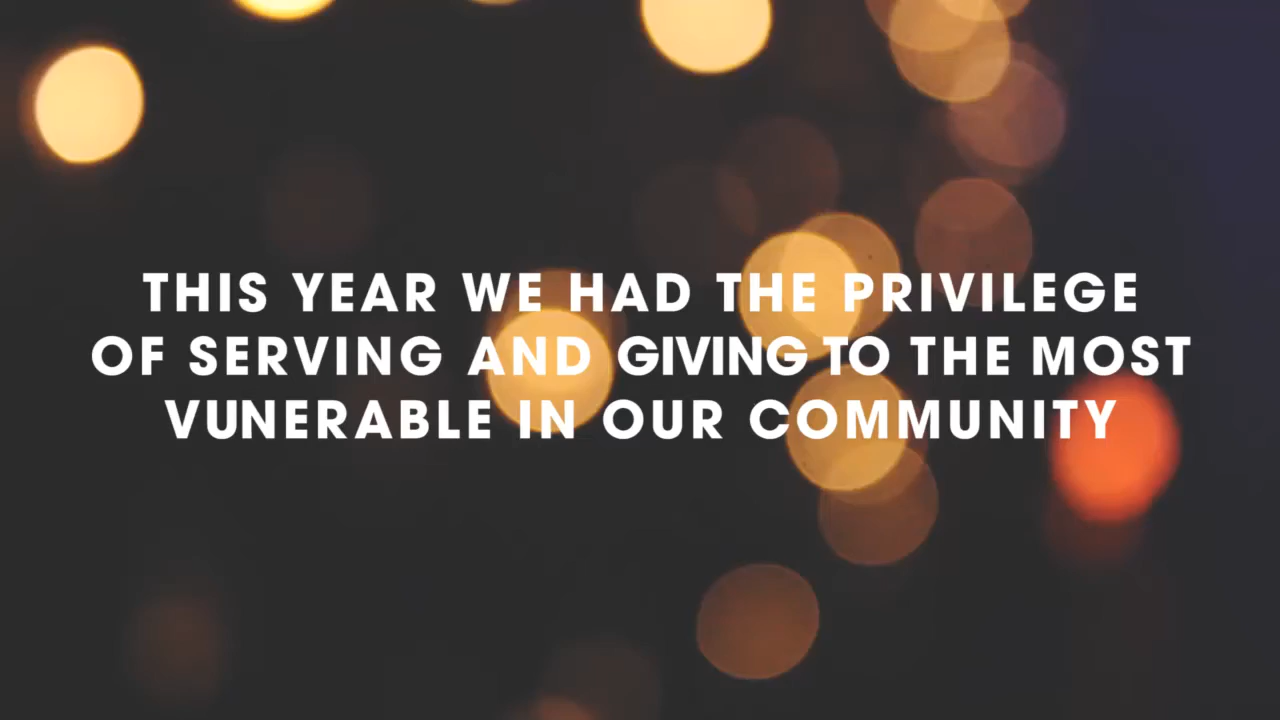 THIS YEAR WE HAD THE PRIVILEGE
OF SERVING AND GIVING TO THE MOST
VUNERABLE IN OUR COMMUNITY